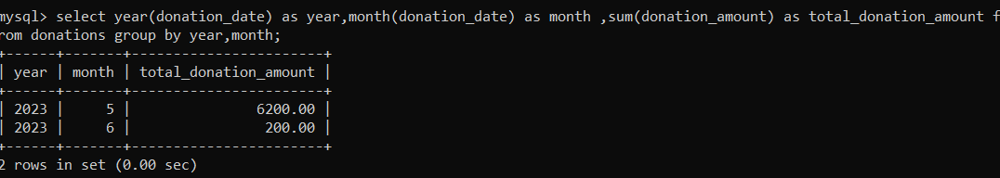 mysql> select year(donation_date) as year,month(donation_date) as month ,sum(donation_amount) as total_donation_amount f
rom donations group by year,month;
+------+-------+-----------------------+
| year | month | total_donation_amount |
+------+-------+-----------------------+
| 2023 |     5 |               6200.00 |
| 2023 |     6 |                200.00 |
+------+-------+-----------------------+
2 rows in set (0.00 sec)